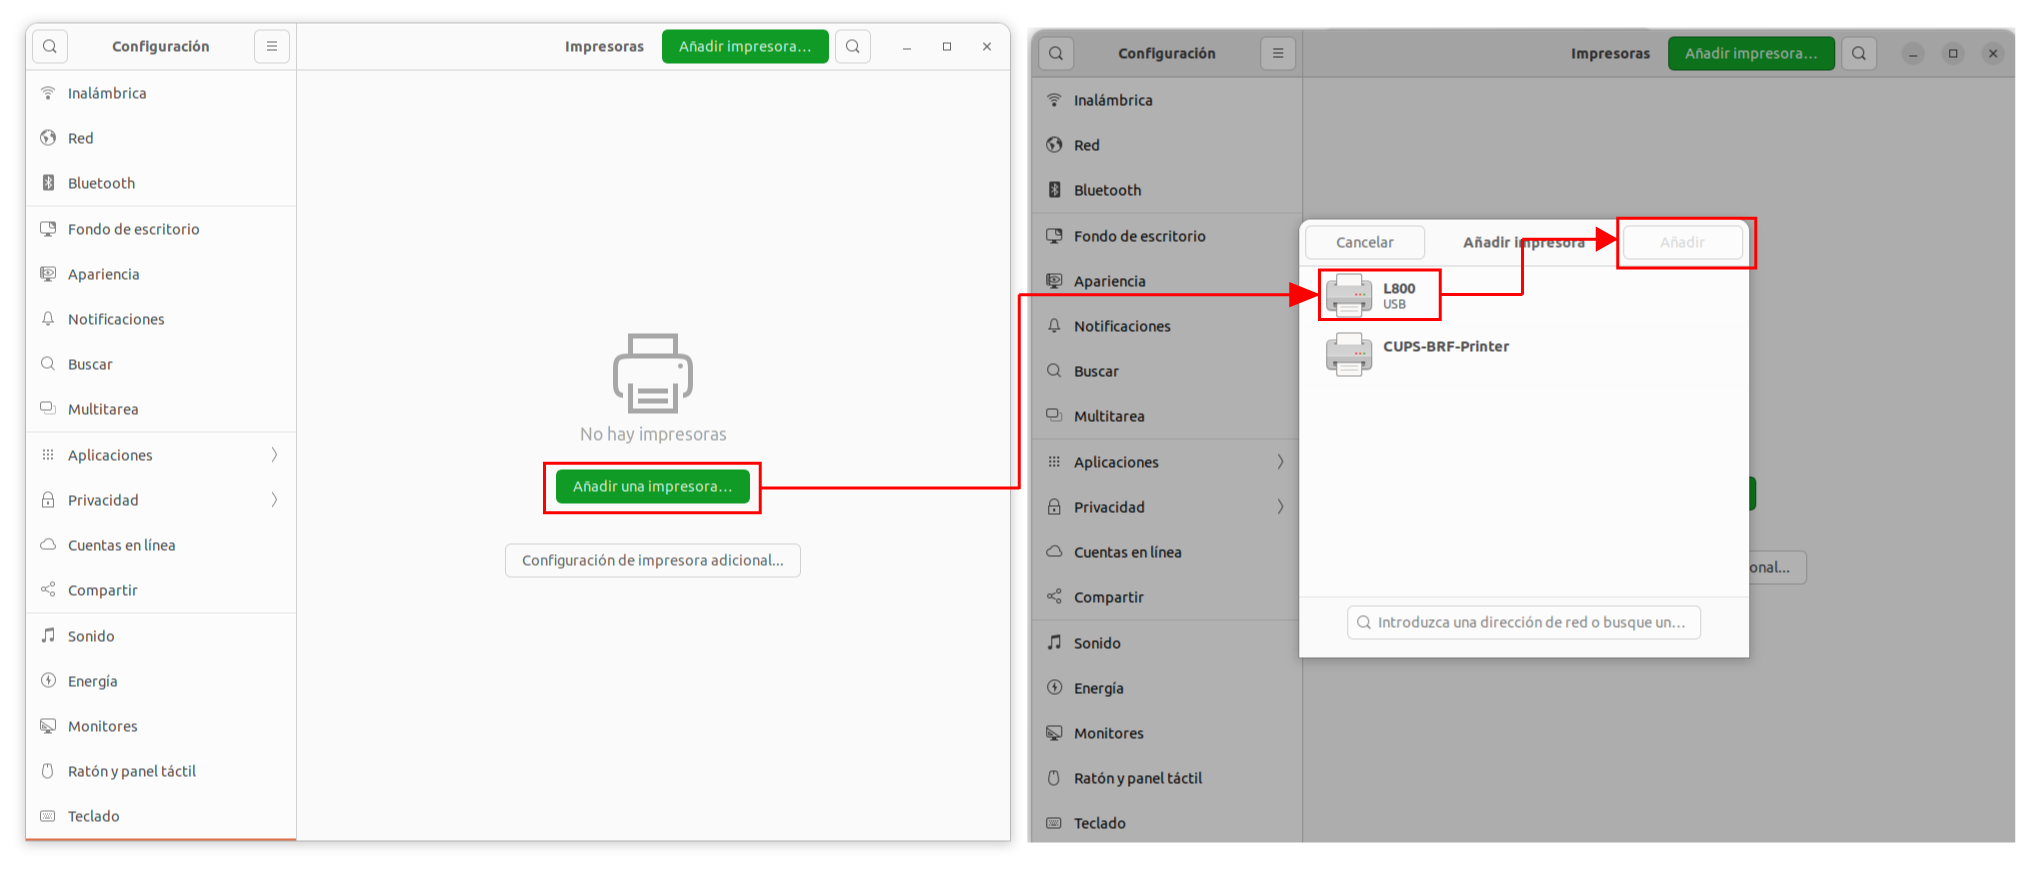 Configuración
Impresoras
Añadir impresora...
Inalámbrica
Red
Bluetooth
Fondo de escritorio
Apariencia
Notificaciones
Buscar
Multitarea
Aplicaciones
Privacidad
Cuentas en línea
Compartir
Sonido
Energía
Monitores
Ratón y panel táctil
Teclado
No hay impresoras
Añadir una impresora...
Configuración de impresora adicional...
Configuración
Impresoras
Añadir impresora...
Inalámbrica
Red
Bluetooth
Fondo de escritorio
Apariencia
Notificaciones
Buscar
Multitarea
Aplicaciones
Privacidad
Cuentas en línea
Compartir
Sonido
Energía
Monitores
Ratón y panel táctil
Teclado
Cancelar
Añadir impresora
Añadir
L800
USB
CUPS-BRF-Printer
Introduzca una dirección de red o busque un...
onal...